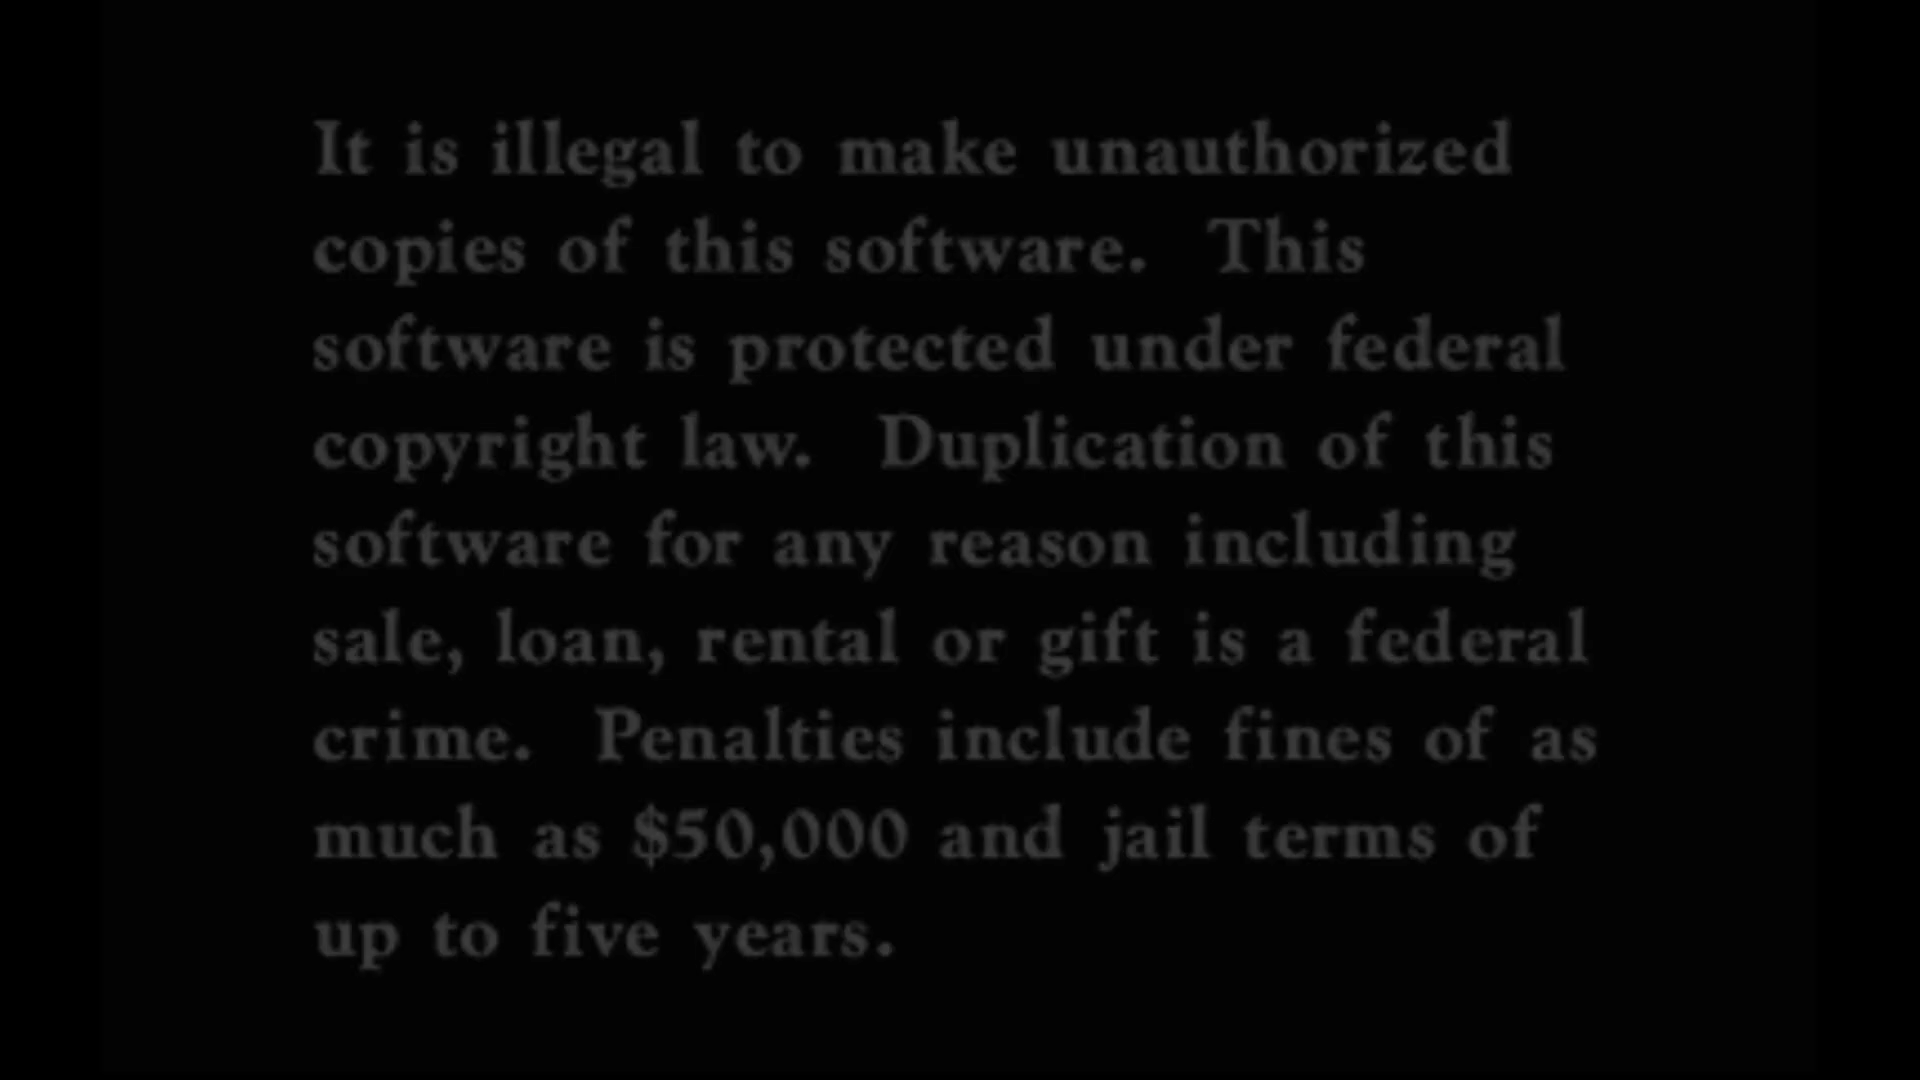 It is illegal to make unauthorized
copies of this software.  This
software is protected under federal
copyright law.  Duplication of this
software for any reason including
sale, loan, rental or gift is a federal
crime.  Penalties include fines of as
much as $50,000 and jail terms of
up to five years.